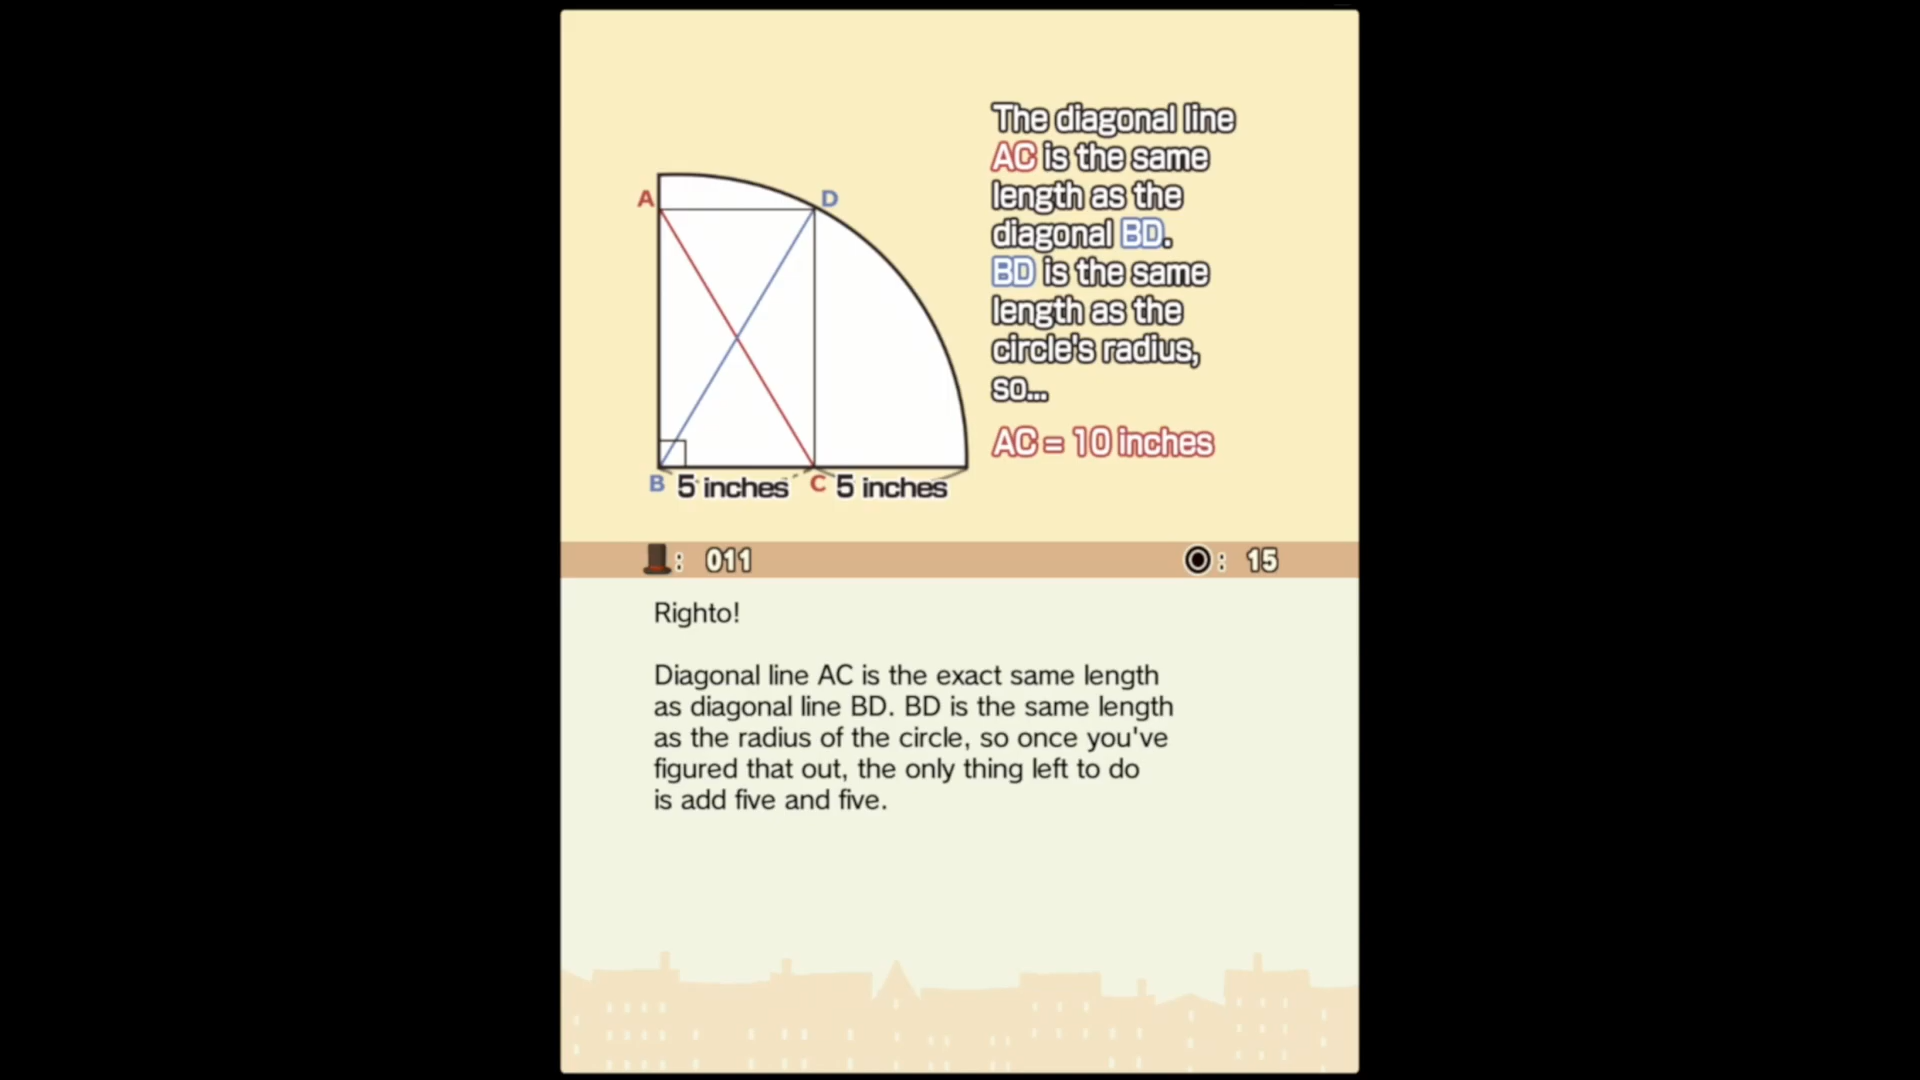 The diagonal line
AC is the same
length as the
diagonal BD.
BD is the same
length as the
circle's radius,
so...
AC = 10 inches
A
D
B 5 inches C 5 inches
: 011
: 15
Righto!
Diagonal line AC is the exact same length
as diagonal line BD. BD is the same length
as the radius of the circle, so once you've
figured that out, the only thing left to do
is add five and five.